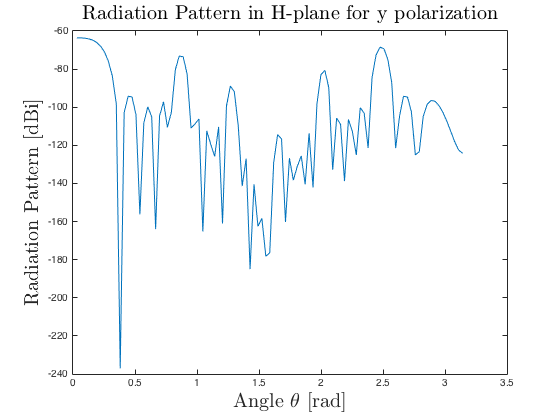 Radiation Pattern in H-plane for y polarization
Radiation Pattern [dBi]
-60
-80
-100
-120
-140
-160
-180
-200
-220
-240
0 0.5 1 1.5 2 2.5 3 3.5
Angle θ [rad]